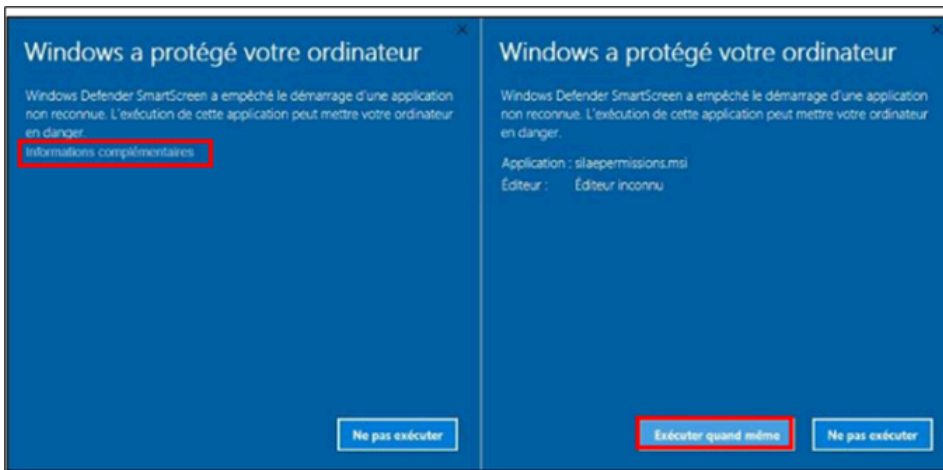 Windows a protégé votre ordinateur
Windows Defender SmartScreen a empêché le démarrage d'une application
non reconnue. L'exécution de cette application peut mettre votre ordinateur
en danger.
Informations complémentaires
Ne pas exécuter
Windows a protégé votre ordinateur
Windows Defender SmartScreen a empêché le démarrage d'une application
non reconnue. L'exécution de cette application peut mettre votre ordinateur
en danger.
Application : silaepermissions.msi
Éditeur : Éditeur inconnu
Exécuter quand même
Ne pas exécuter